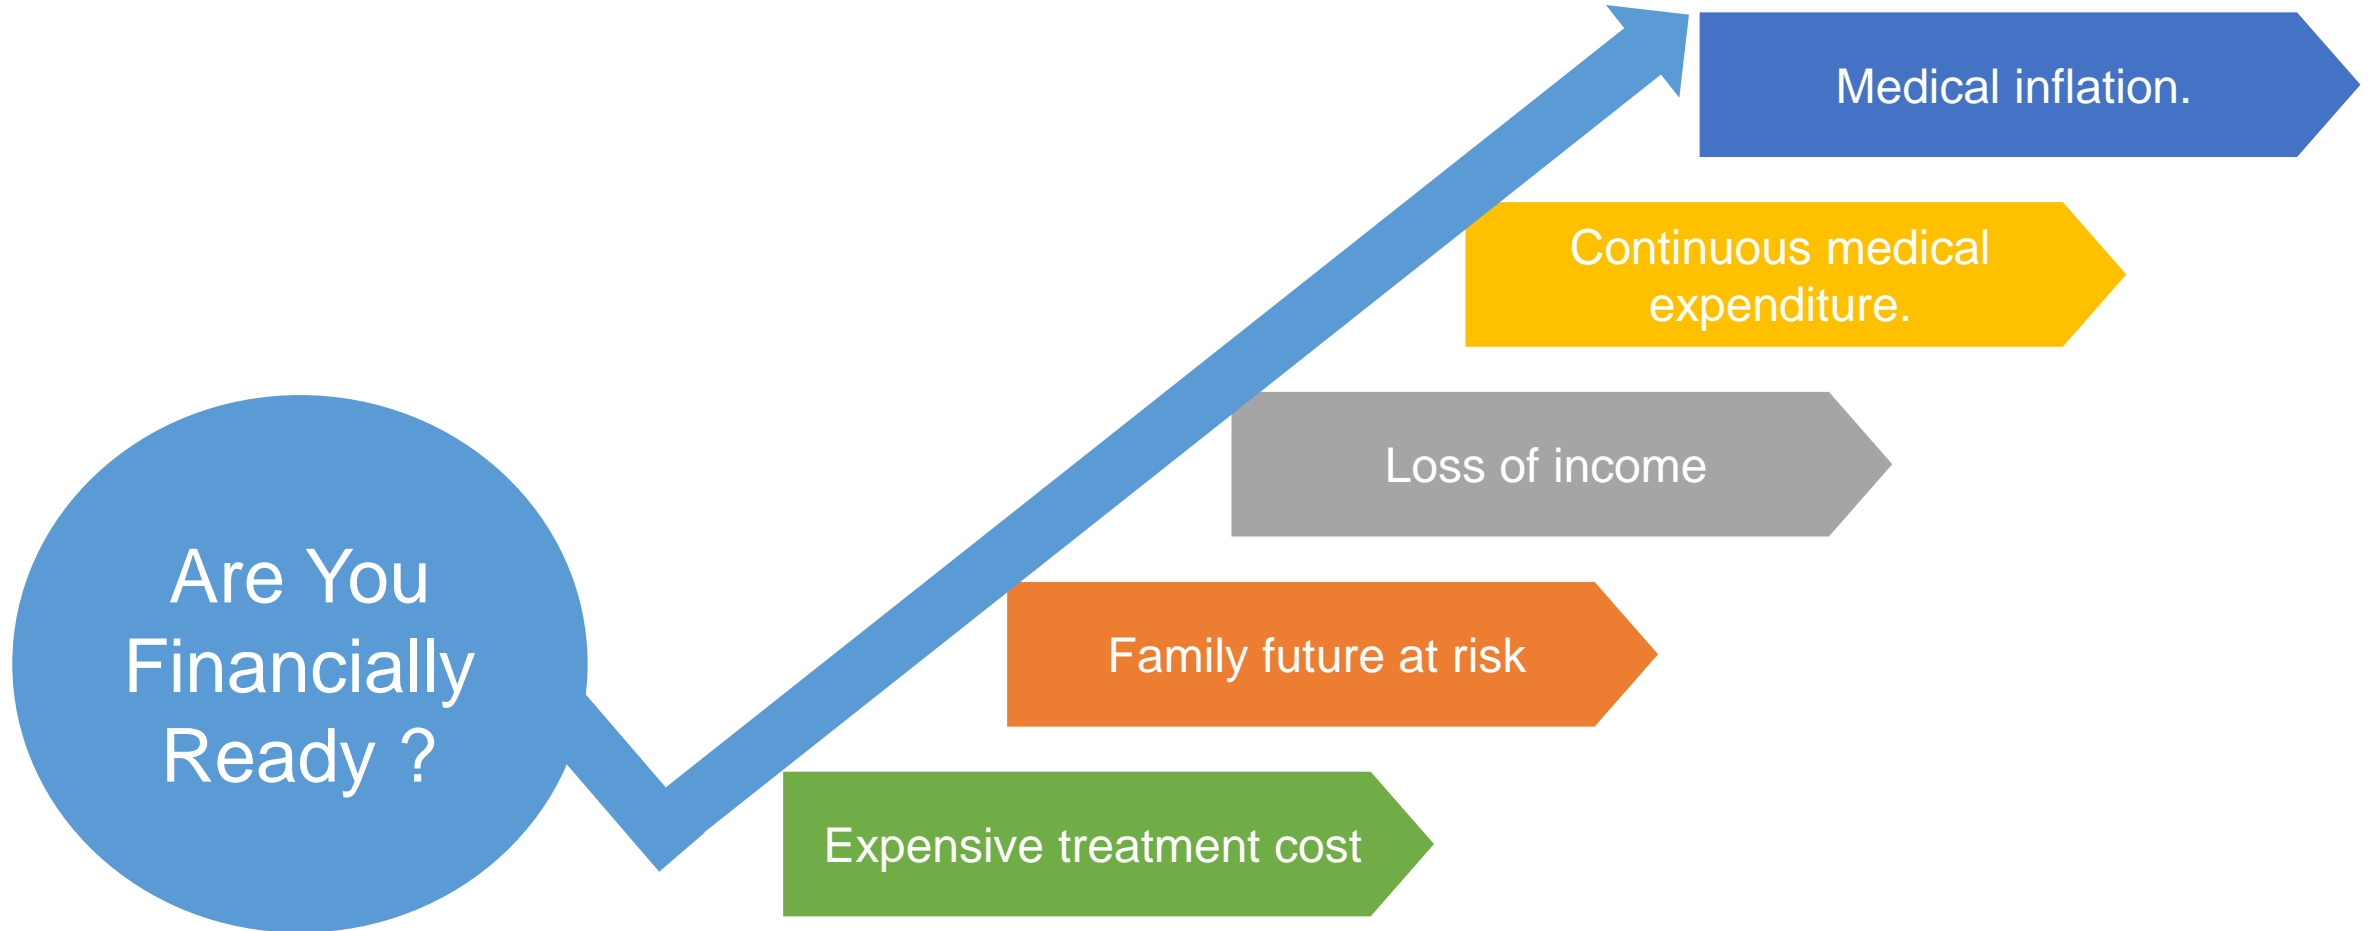 Medical inflation.
Continuous medical
expenditure.
Loss of income
Are You
Financially
Ready ?
Family future at risk
Expensive treatment cost